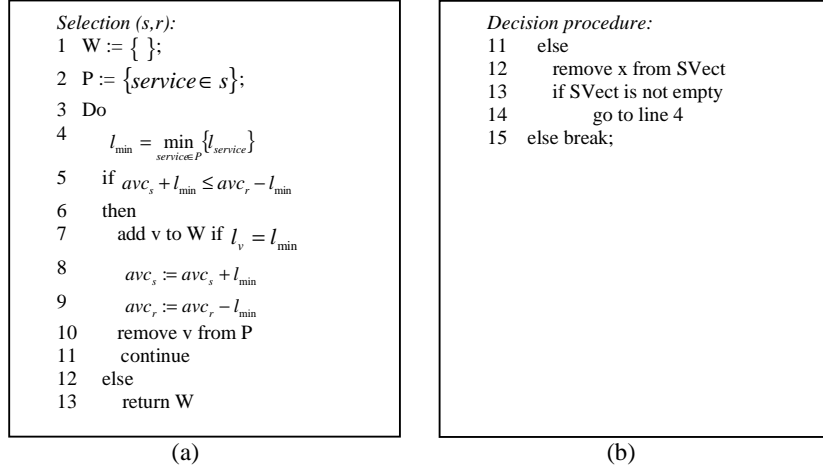 Selection (s,r):
1 W := { };
2 P := {service ∈ s};
3 Do
4 l_min = min_{service∈P} {l_service}
5 if avc_s + l_min ≤ avc_r − l_min
6 then
7 add v to W if l_v = l_min
8 avc_s := avc_s + l_min
9 avc_r := avc_r − l_min
10 remove v from P
11 continue
12 else
13 return W
(a)
Decision procedure:
11 else
12 remove x from SVect
13 if SVect is not empty
14 go to line 4
15 else break;
(b)